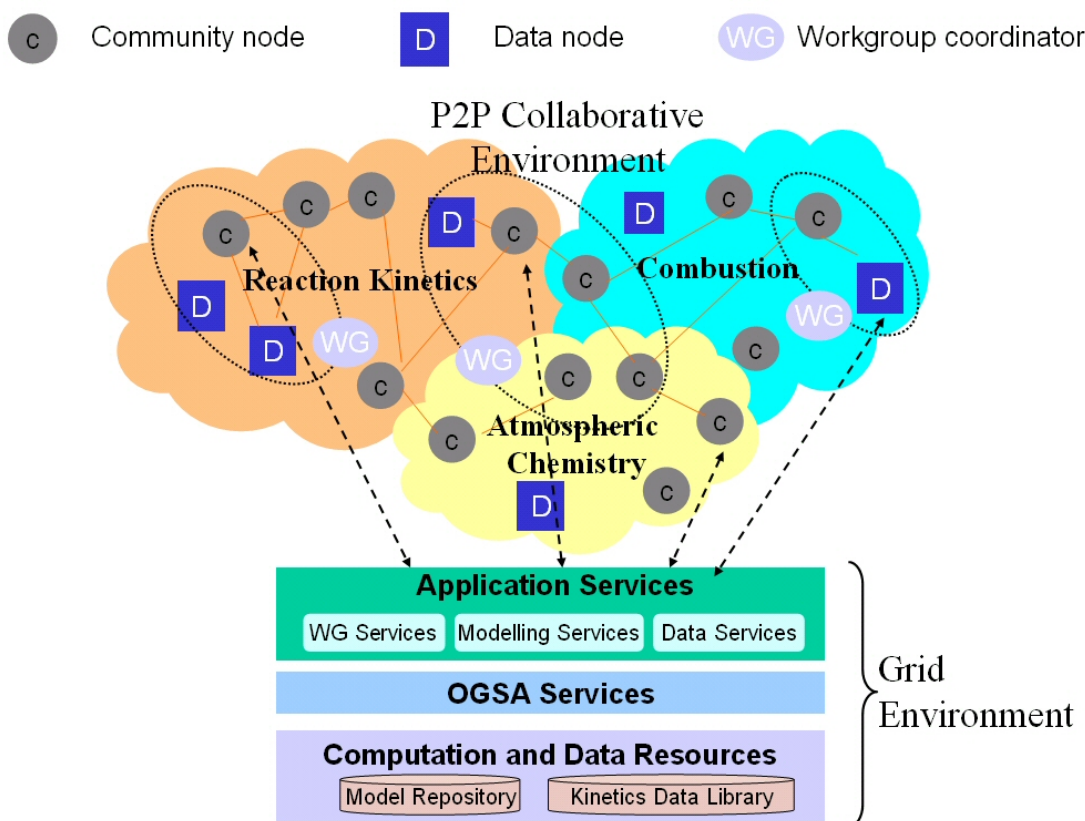 c Community node
D Data node
WG Workgroup coordinator
P2P Collaborative
Environment
c
c
c
D
c
D
c
c
c
Reaction Kinetics
Combustion
c
D
D
D
WG
WG
WG
c
c
c
c
c
c
Atmospheric
Chemistry
c
D
Application Services
WG Services
Modelling Services
Data Services
OGSA Services
Computation and Data Resources
Model Repository
Kinetics Data Library
Grid
Environment